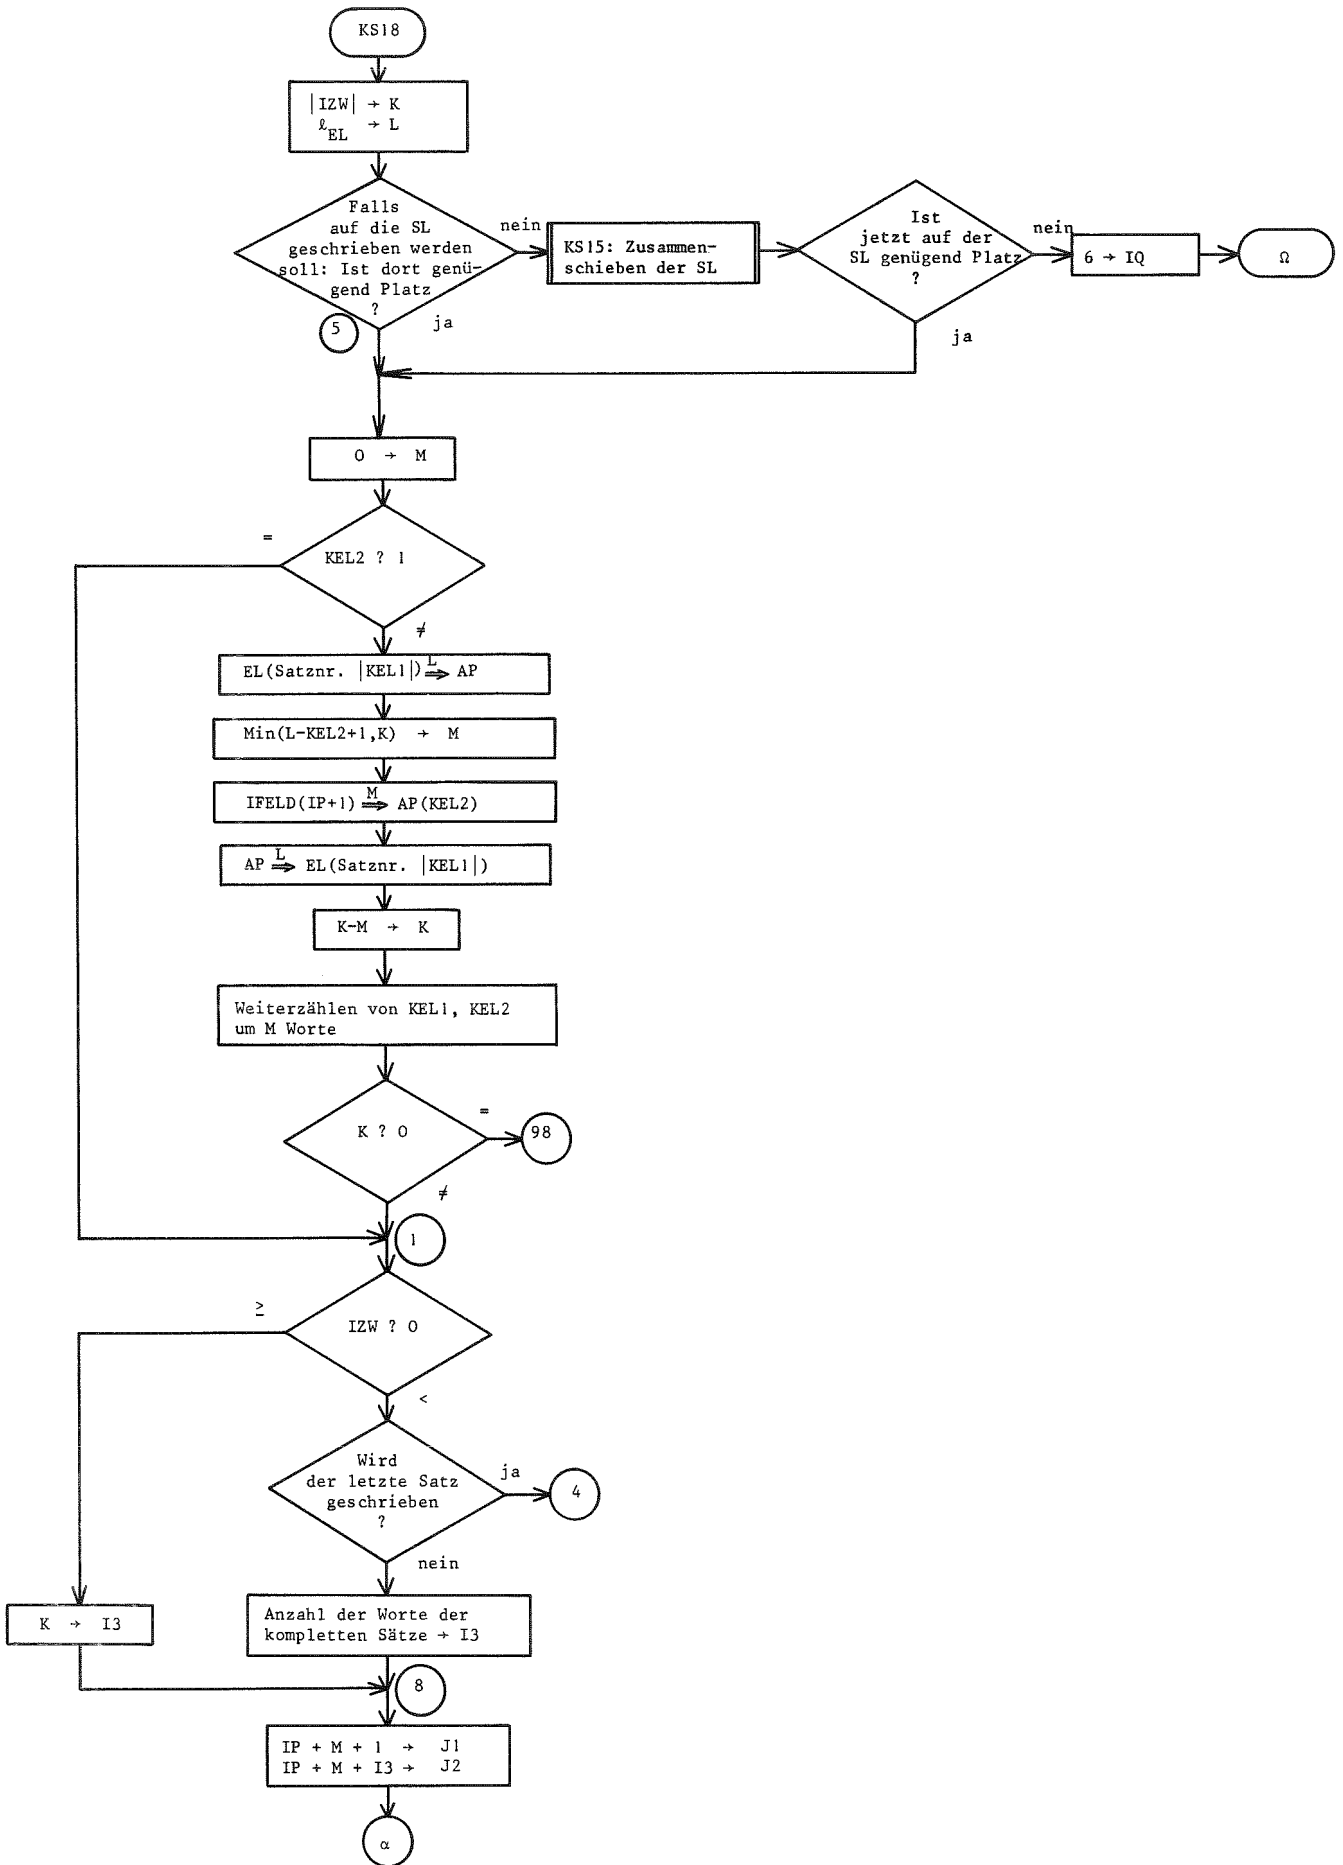 KS18
|IZW| → K
ℓEL → L
Falls
auf die SL
geschrieben werden
soll: Ist dort genü-
gend Platz
?
nein
KS15: Zusammen-
schieben der SL
Ist
jetzt auf der
SL genügend Platz
?
nein
6 → IQ
Ω
5
ja
ja
O → M
=
KEL2 ? 1
≠
EL(Satznr. |KEL1|) L⇒ AP
Min(L-KEL2+1,K) → M
IFELD(IP+1) M⇒ AP(KEL2)
AP L⇒ EL(Satznr. |KEL1|)
K-M → K
Weiterzählen von KEL1, KEL2
um M Worte
K ? O
=
98
≠
1
≥
IZW ? O
<
Wird
der letzte Satz
geschrieben
?
ja
4
nein
K → I3
Anzahl der Worte der
kompletten Sätze → I3
8
IP + M + 1 → J1
IP + M + I3 → J2
α